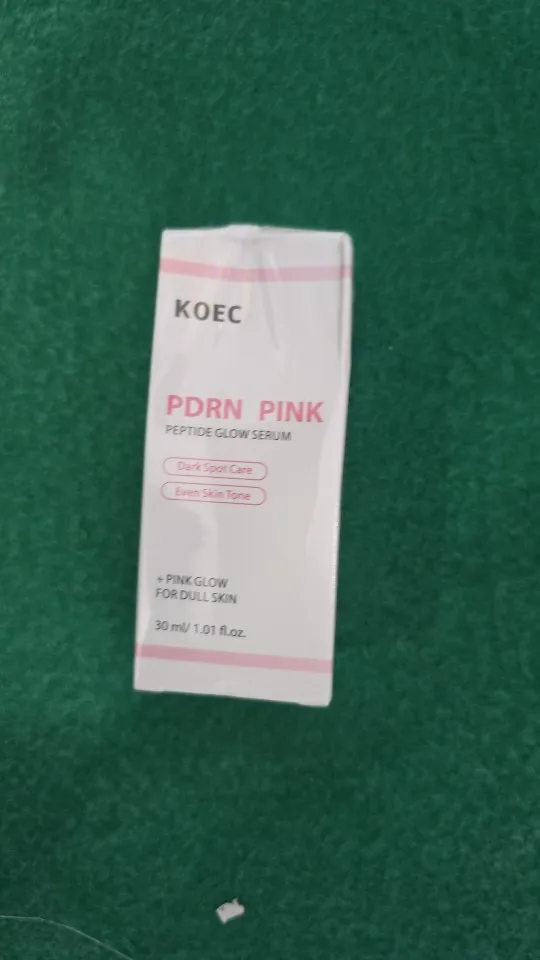 KOEC
PDRN PINK
PEPTIDE GLOW SERUM
Dark Spot Care
Even Skin Tone
+ PINK GLOW
FOR DULL SKIN
30 ml/ 1.01 fl.oz.